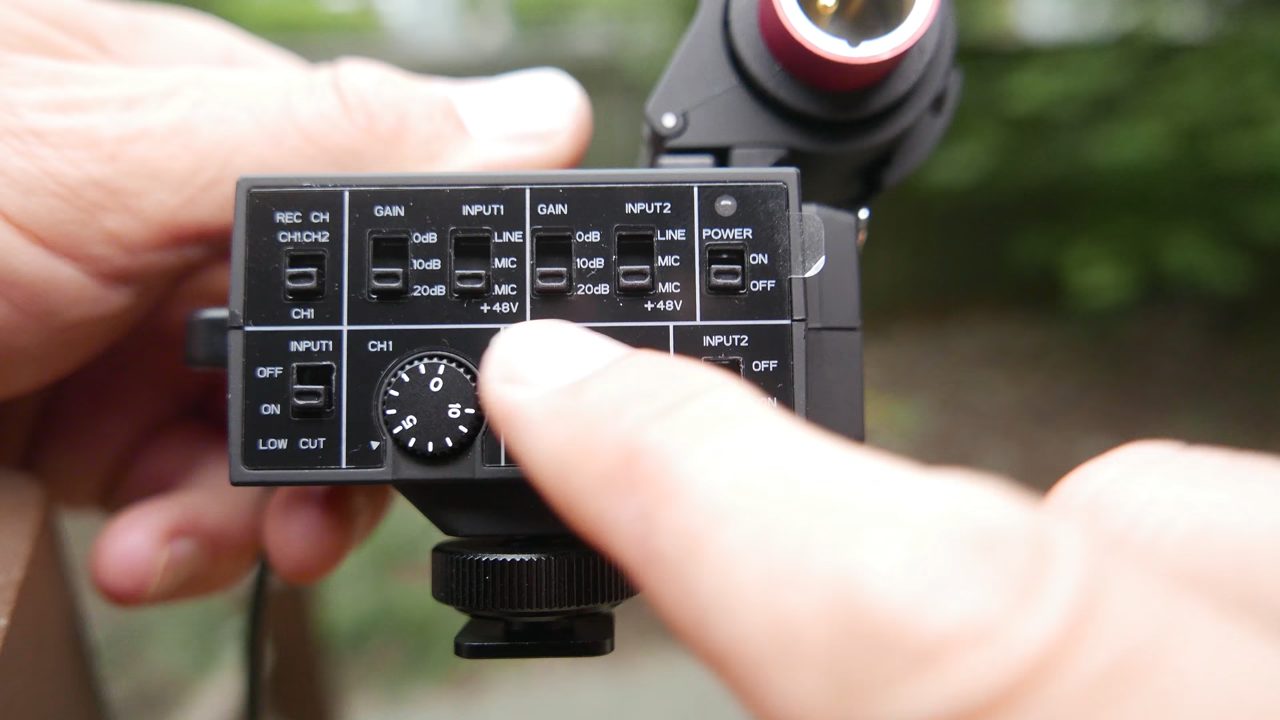 REC CH
CH1.CH2
CH1
GAIN
0dB
10dB
20dB
INPUT1
LINE
MIC
MIC
+48V
GAIN
0dB
10dB
20dB
INPUT2
LINE
MIC
MIC
+48V
POWER
ON
OFF
INPUT1
OFF
ON
LOW CUT
CH1
0
5
10
INPUT2
OFF
ON